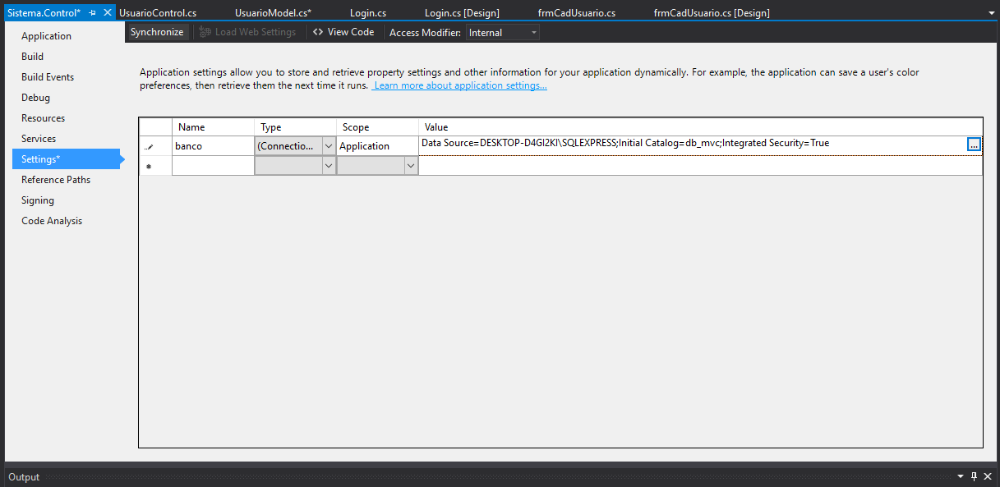 Sistema.Control*
UsuarioControl.cs
UsuarioModel.cs*
Login.cs
Login.cs [Design]
frmCadUsuario.cs
frmCadUsuario.cs [Design]
Application
Build
Build Events
Debug
Resources
Services
Settings*
Reference Paths
Signing
Code Analysis
Synchronize
Load Web Settings
<> View Code
Access Modifier: Internal
Application settings allow you to store and retrieve property settings and other information for your application dynamically. For example, the application can save a user's color
preferences, then retrieve them the next time it runs. Learn more about application settings...
Name Type Scope Value
banco (Connectio... Application Data Source=DESKTOP-D4GI2KI\SQLEXPRESS;Initial Catalog=db_mvc;Integrated Security=True ...
Output